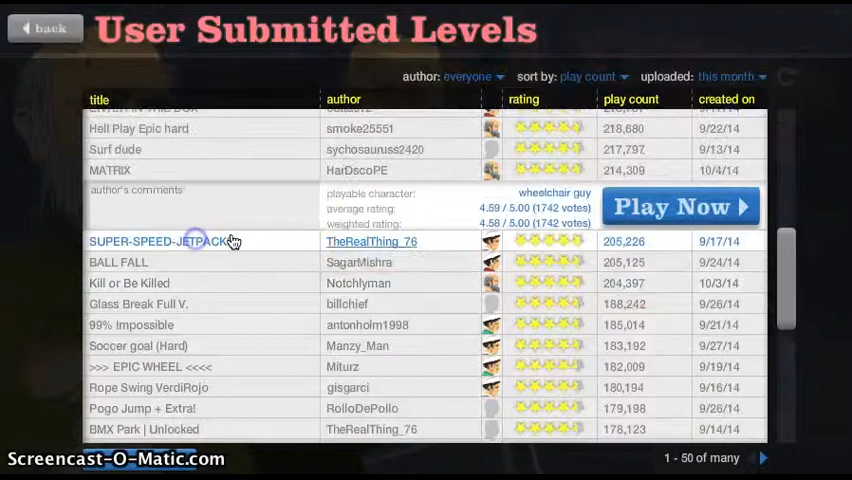 back User Submitted Levels
author: everyone sort by: play count uploaded: this month
title author rating play count created on
Hell Play Epic hard smoke25551 218,680 9/22/14
Surf dude sychosauruss2420 217,797 9/13/14
MATRIX HarDscoPE 214,309 10/4/14
author's comments playable character: wheelchair guy
average rating: 4.59 / 5.00 (1742 votes)
weighted rating: 4.58 / 5.00 (1742 votes)
Play Now
SUPER-SPEED-JETPACK TheRealThing_76 205,226 9/17/14
BALL FALL SagarMishra 205,125 9/24/14
Kill or Be Killed Notchlyman 204,397 10/3/14
Glass Break Full V. billchief 188,242 9/26/14
99% Impossible antonholm1998 185,014 9/21/14
Soccer goal (Hard) Manzy_Man 183,192 9/27/14
>>> EPIC WHEEL <<<< Miturz 182,009 9/19/14
Rope Swing VerdiRojo gisgarci 180,194 9/16/14
Pogo Jump + Extra! RolloDePollo 179,198 9/26/14
BMX Park | Unlocked TheRealThing_76 178,123 9/14/14
Screencast-O-Matic.com 1 - 50 of many